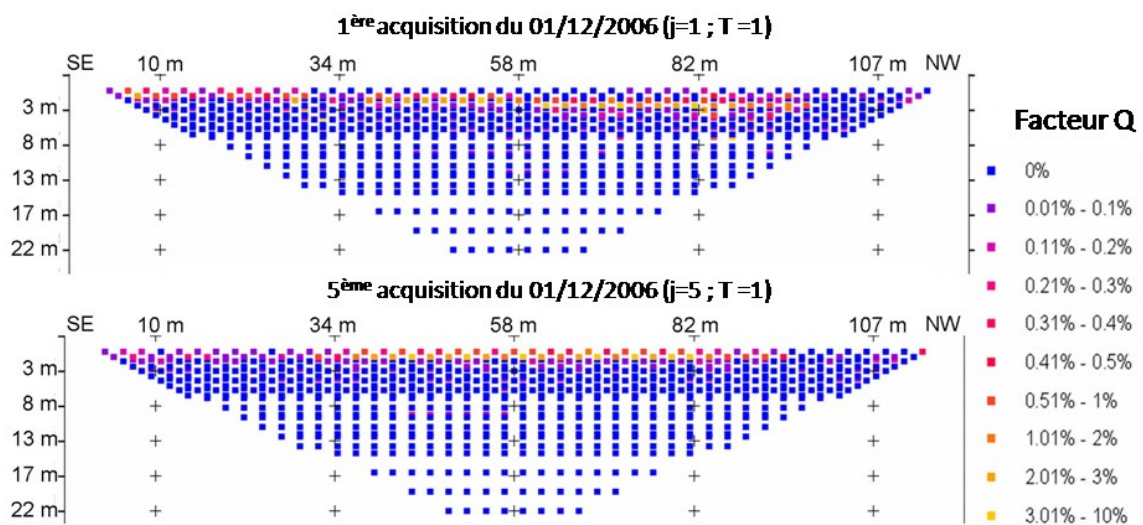 1ère acquisition du 01/12/2006 (j=1 ; T =1)
SE 10 m 34 m 58 m 82 m 107 m NW
3 m
8 m
13 m
17 m
22 m
5ème acquisition du 01/12/2006 (j=5 ; T =1)
SE 10 m 34 m 58 m 82 m 107 m NW
3 m
8 m
13 m
17 m
22 m
Facteur Q
0%
0.01% - 0.1%
0.11% - 0.2%
0.21% - 0.3%
0.31% - 0.4%
0.41% - 0.5%
0.51% - 1%
1.01% - 2%
2.01% - 3%
3.01% - 10%